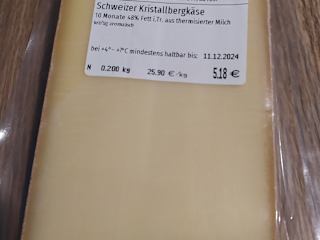 Schweizer Kristallbergkäse
10 Monate 48% Fett i.Tr. aus thermisierter Milch
würzig aromatisch
bei +4° - +7°C mindestens haltbar bis: 11.12.2024
N 0.200 kg 25.90 €/kg 5.18 €